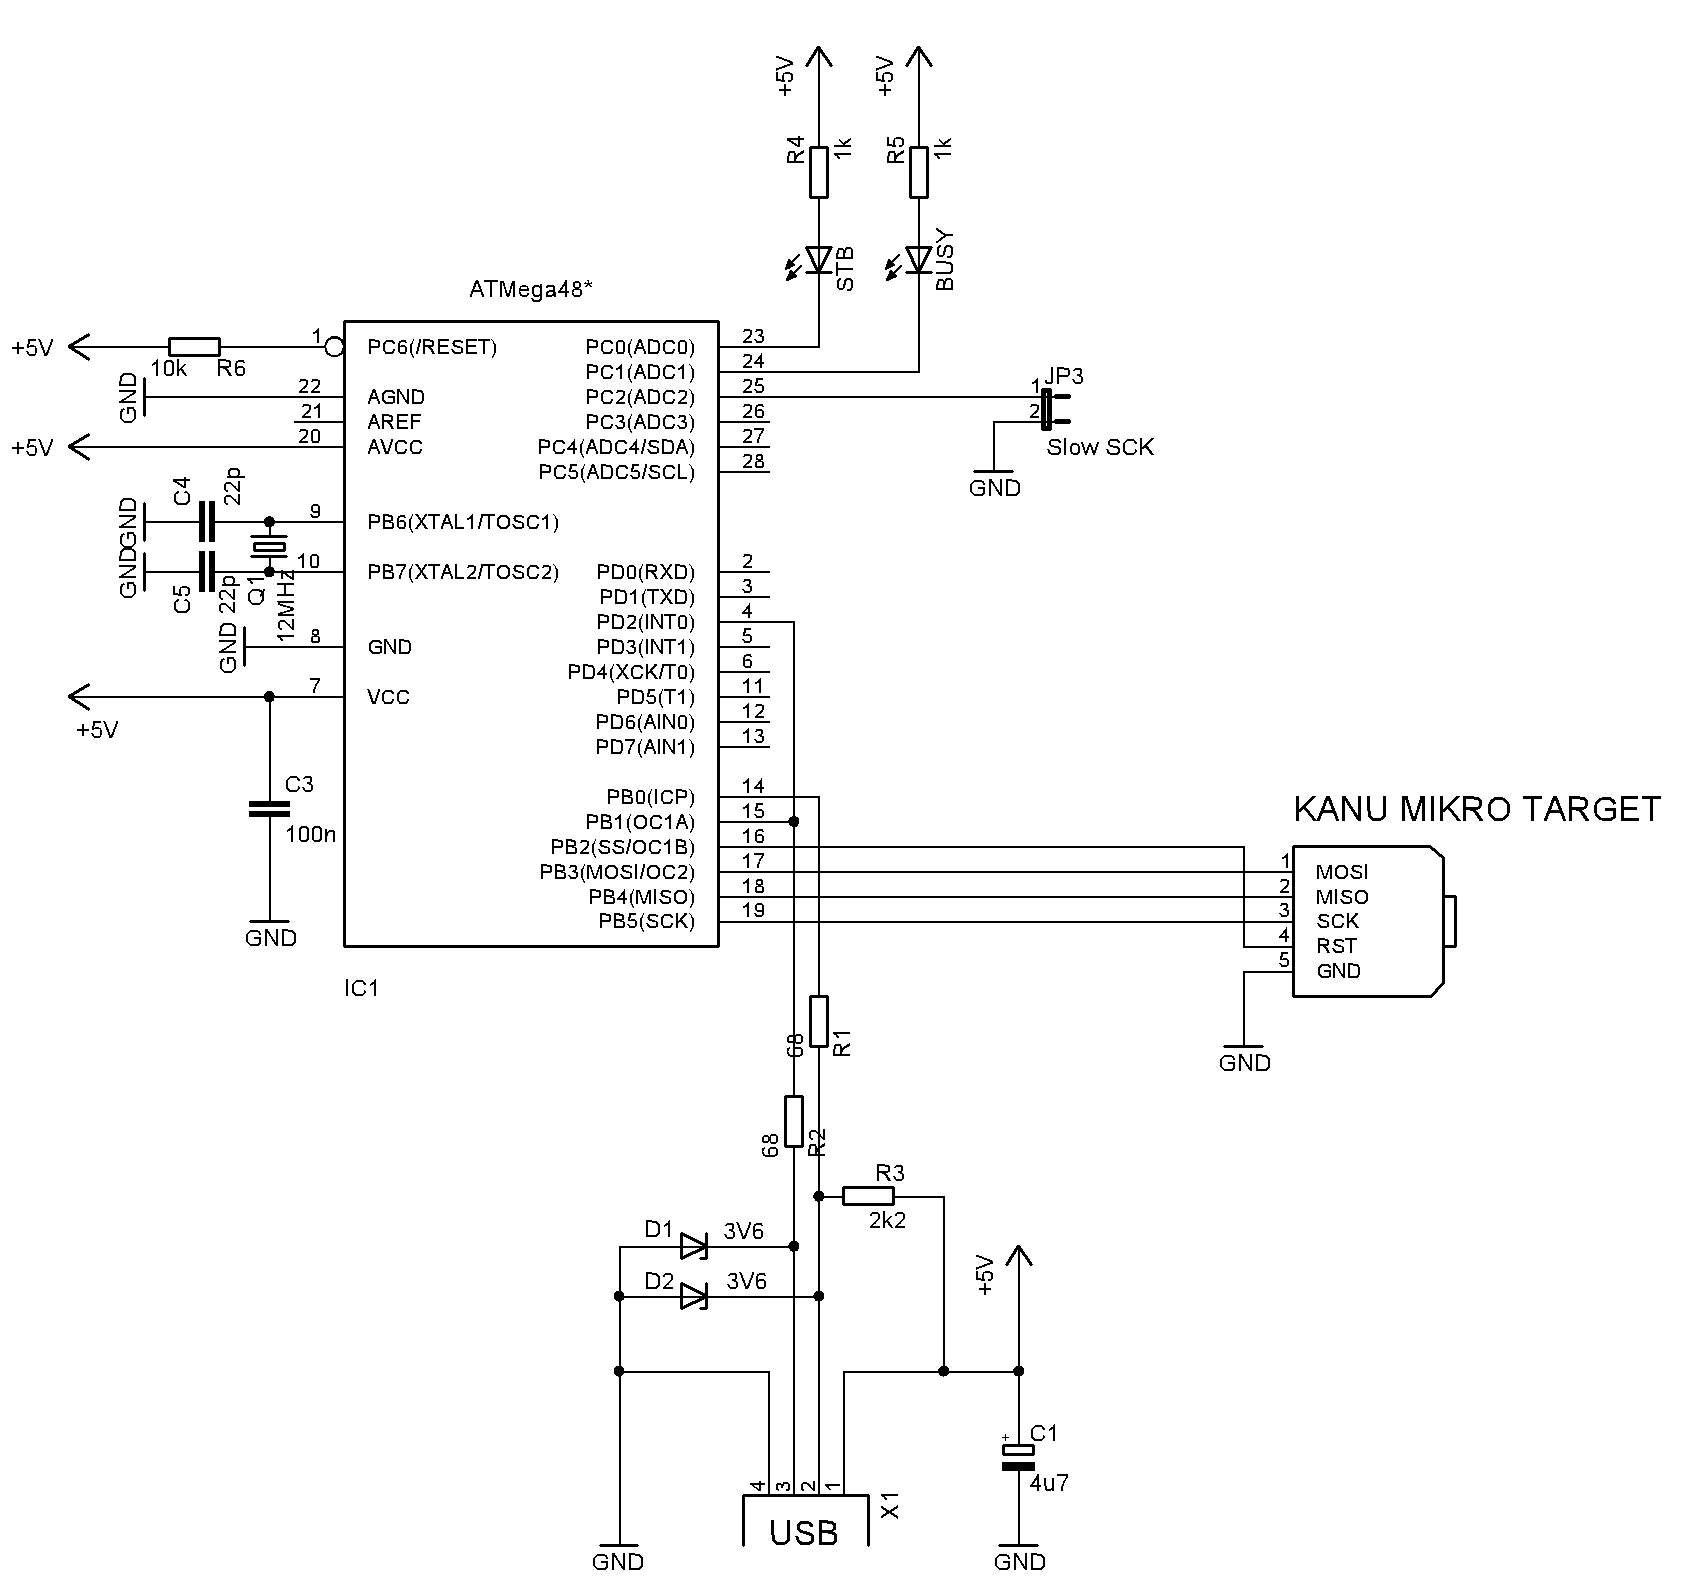 +5V
+5V
R4
1k
R5
1k
STB
BUSY
ATMega48*
+5V
10k
R6
1
PC6(/RESET)
GND
22
AGND
21
AREF
+5V
20
AVCC
GND
C4
22p
9
PB6(XTAL1/TOSC1)
GND
C5
22p
Q1
12MHz
10
PB7(XTAL2/TOSC2)
GND
8
GND
+5V
7
VCC
C3
100n
GND
IC1
PC0(ADC0)
23
PC1(ADC1)
24
PC2(ADC2)
25
PC3(ADC3)
26
PC4(ADC4/SDA)
27
PC5(ADC5/SCL)
28
JP3
1
2
Slow SCK
GND
PD0(RXD)
2
PD1(TXD)
3
PD2(INT0)
4
PD3(INT1)
5
PD4(XCK/T0)
6
PD5(T1)
11
PD6(AIN0)
12
PD7(AIN1)
13
PB0(ICP)
14
PB1(OC1A)
15
PB2(SS/OC1B)
16
PB3(MOSI/OC2)
17
PB4(MISO)
18
PB5(SCK)
19
KANU MIKRO TARGET
1
MOSI
2
MISO
3
SCK
4
RST
5
GND
GND
68
R1
68
R2
R3
2k2
D1
3V6
D2
3V6
+5V
+
C1
4u7
GND
4
3
2
1
X1
USB
GND